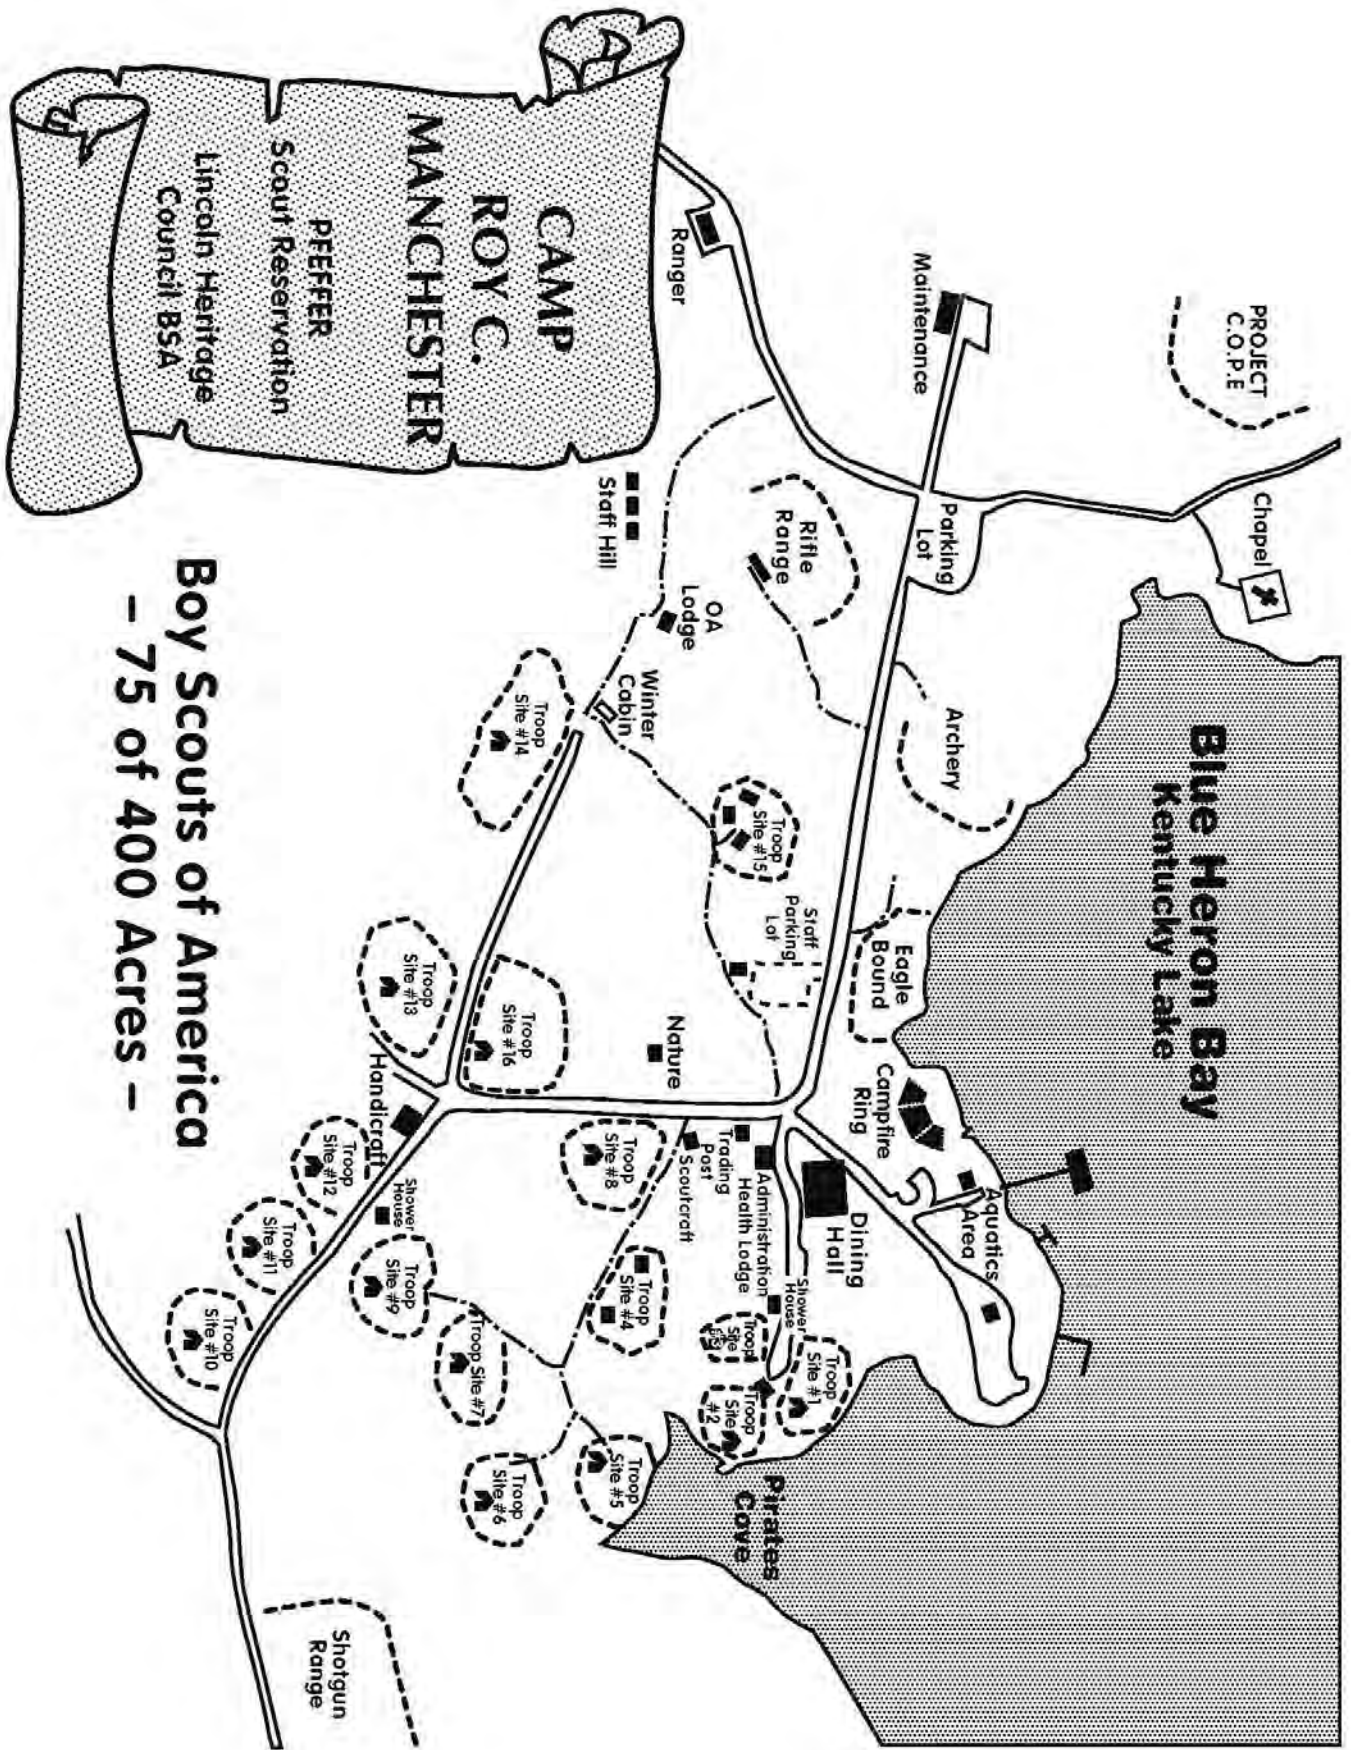 Blue Heron Bay
Kentucky Lake
PROJECT
C.O.P.E
Chapel
Maintenance
Parking
Lot
Archery
Eagle
Bound
Campfire
Ring
Aquatics
Area
Dining
Hall
Ranger
Rifle
Range
OA
Lodge
Staff Hill
Winter
Cabin
Troop
Site #15
Staff
Parking
Lot
Nature
Trading
Post
Administration
Health Lodge
Scoutcraft
Shower
House
Troop
Site #1
Troop
Site
#2
Troop
Site
Pirates
Cove
Troop
Site #4
Troop
Site #5
Troop
Site #6
Troop Site #7
Troop
Site #8
Troop
Site #9
Shower
House
Troop
Site #10
Troop
Site #11
Troop
Site #12
Handicraft
Troop
Site #13
Troop
Site #14
Troop
Site #16
Shotgun
Range
CAMP
ROY C.
MANCHESTER
PFEFFER
Scout Reservation
Lincoln Heritage
Council BSA
Boy Scouts of America
– 75 of 400 Acres –